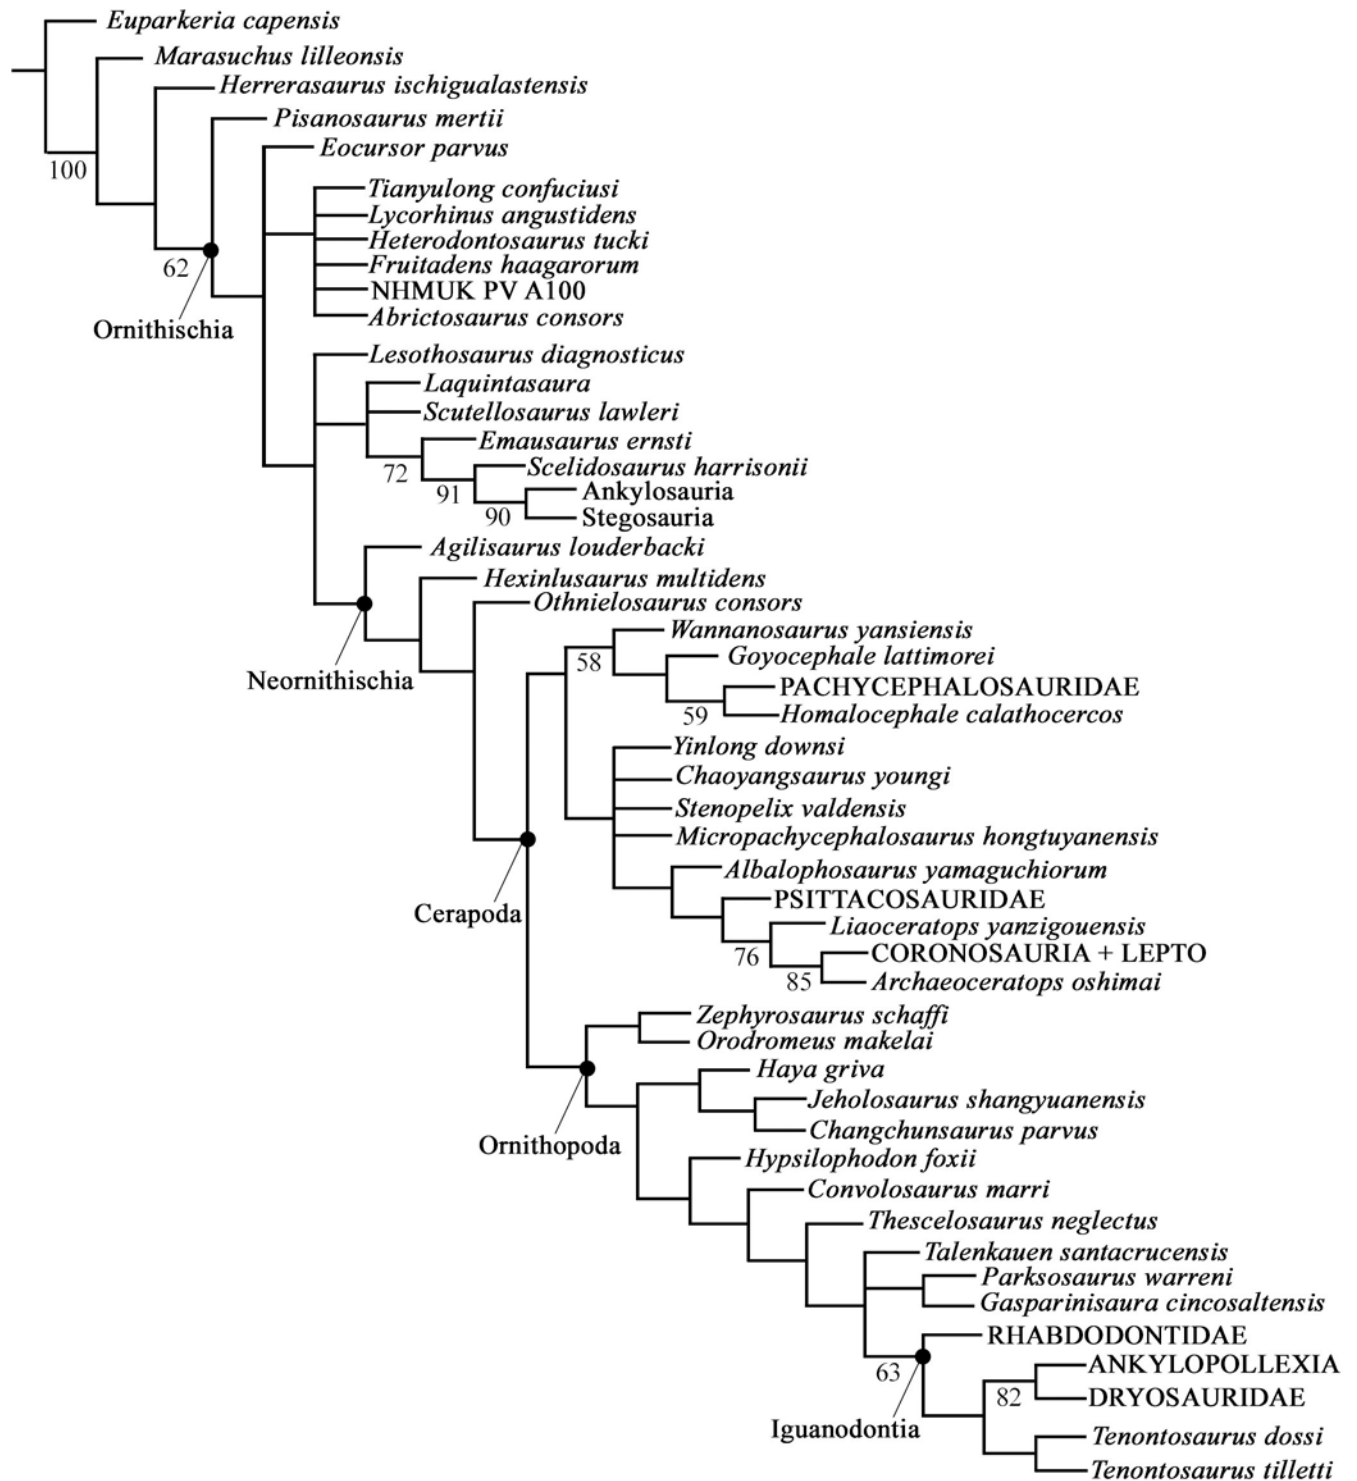 Euparkeria capensis
Marasuchus lilleonsis
Herrerasaurus ischigualastensis
Pisanosaurus mertii
Eocursor parvus
100
Tianyulong confuciusi
Lycorhinus angustidens
Heterodontosaurus tucki
Fruitadens haagarorum
62
NHMUK PV A100
Abrictosaurus consors
Ornithischia
Lesothosaurus diagnosticus
Laquintasaura
Scutellosaurus lawleri
Emausaurus ernsti
Scelidosaurus harrisonii
72
Ankylosauria
91
Stegosauria
90
Agilisaurus louderbacki
Hexinlusaurus multidens
Othnielosaurus consors
Wannanosaurus yansiensis
Goyocephale lattimorei
58
Neornithischia
PACHYCEPHALOSAURIDAE
Homalocephale calathocercos
59
Yinlong downsi
Chaoyangsaurus youngi
Stenopelix valdensis
Micropachycephalosaurus hongtuyanensis
Albalophosaurus yamaguchiorum
PSITTACOSAURIDAE
Cerapoda
Liaoceratops yanzigouensis
CORONOSAURIA + LEPTO
76
Archaeoceratops oshimai
85
Zephyrosaurus schaffi
Orodromeus makelai
Haya griva
Jeholosaurus shangyuanensis
Changchunsaurus parvus
Ornithopoda
Hypsilophodon foxii
Convolosaurus marri
Thescelosaurus neglectus
Talenkauen santacrucensis
Parksosaurus warreni
Gasparinisaura cincosaltensis
RHABDODONTIDAE
ANKYLOPOLLEXIA
63
DRYOSAURIDAE
82
Iguanodontia
Tenontosaurus dossi
Tenontosaurus tilletti